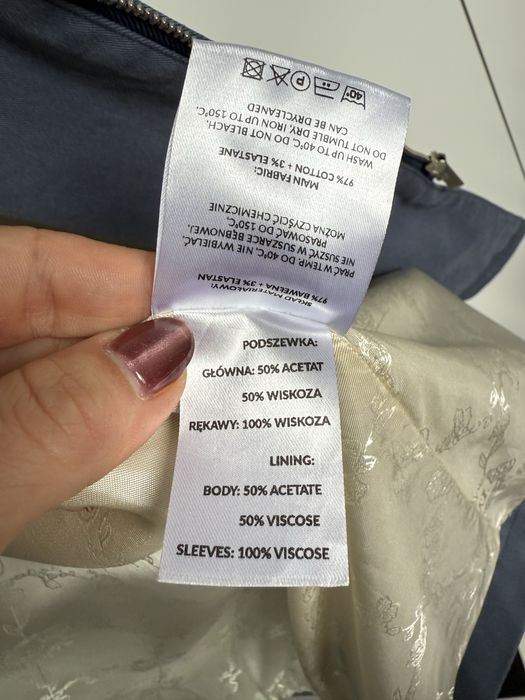 SKŁAD MATERIAŁOWY:
97% BAWEŁNA + 3% ELASTAN
PRAĆ W TEMP. DO 40°C. NIE WYBIELAĆ.
NIE SUSZYĆ W SUSZARCE BĘBNOWEJ.
PRASOWAĆ DO 150°C.
MOŻNA CZYŚCIĆ CHEMICZNIE
MAIN FABRIC:
97% COTTON + 3% ELASTANE
WASH UP TO 40°C. DO NOT BLEACH.
DO NOT TUMBLE DRY, IRON UP TO 150°C.
CAN BE DRYCLEANED
40° P
PODSZEWKA:
GŁÓWNA: 50% ACETAT
50% WISKOZA
RĘKAWY: 100% WISKOZA
LINING:
BODY: 50% ACETATE
50% VISCOSE
SLEEVES: 100% VISCOSE